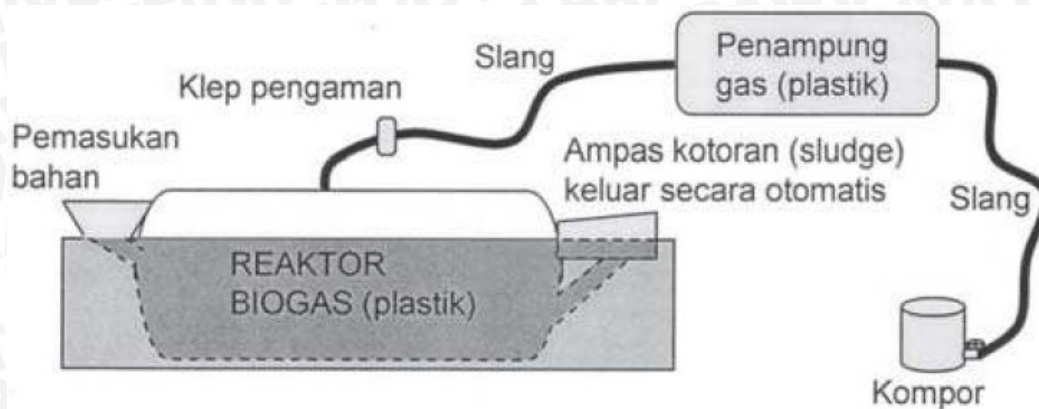 Penampung
gas (plastik)
Slang
Klep pengaman
Pemasukan
bahan
Ampas kotoran (sludge)
keluar secara otomatis
Slang
REAKTOR
BIOGAS (plastik)
Kompor